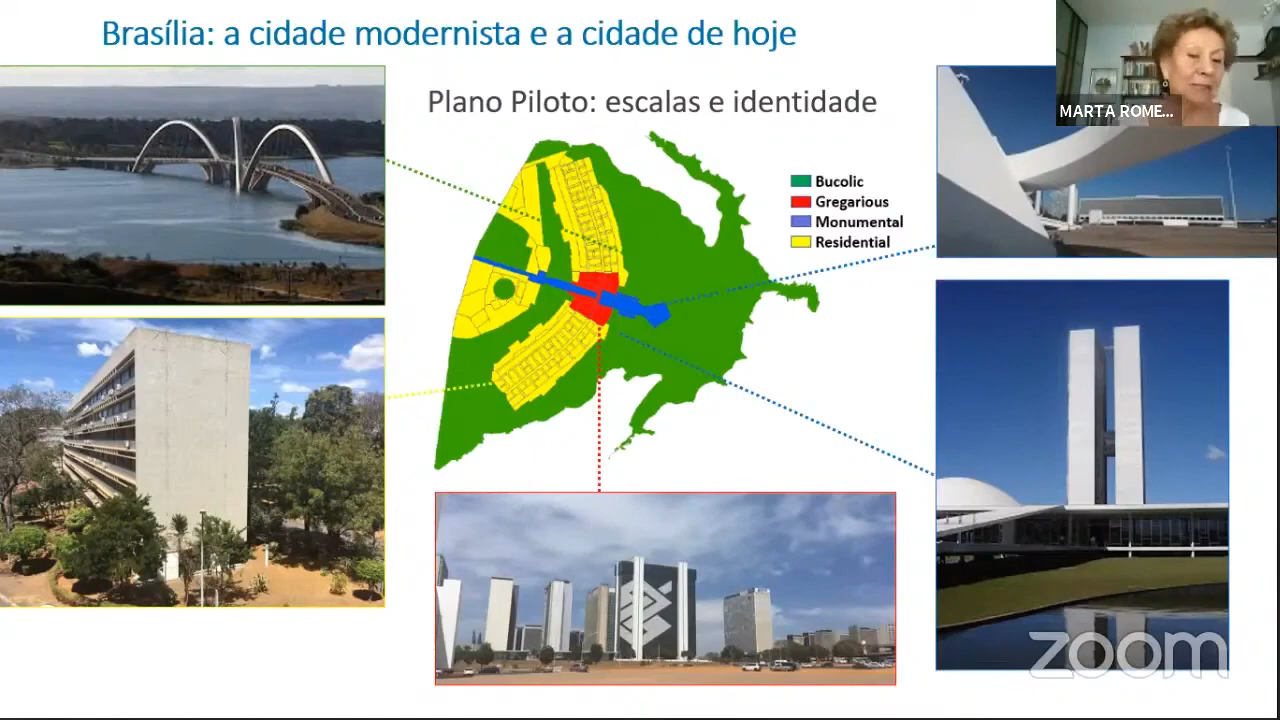 Brasília: a cidade modernista e a cidade de hoje
MARTA ROME...
Plano Piloto: escalas e identidade
Bucolic
Gregarious
Monumental
Residential
zoom